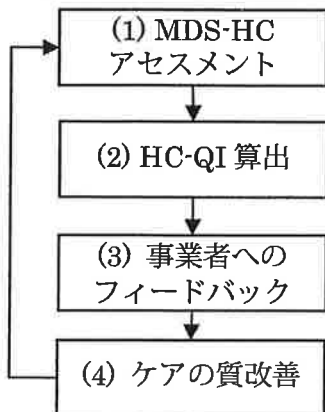 (1) MDS-HC
アセスメント
(2) HC-QI 算出
(3) 事業者への
フィードバック
(4) ケアの質改善